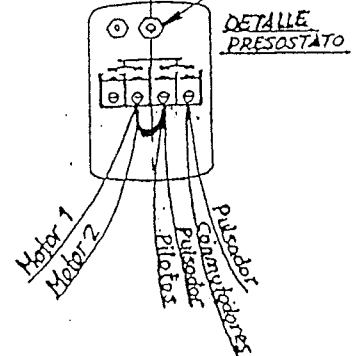 DETALLE
PRESOSTATO
Motor 1
Motor 2
Pilotos
Pulsador
Pulsador
Conmutadores